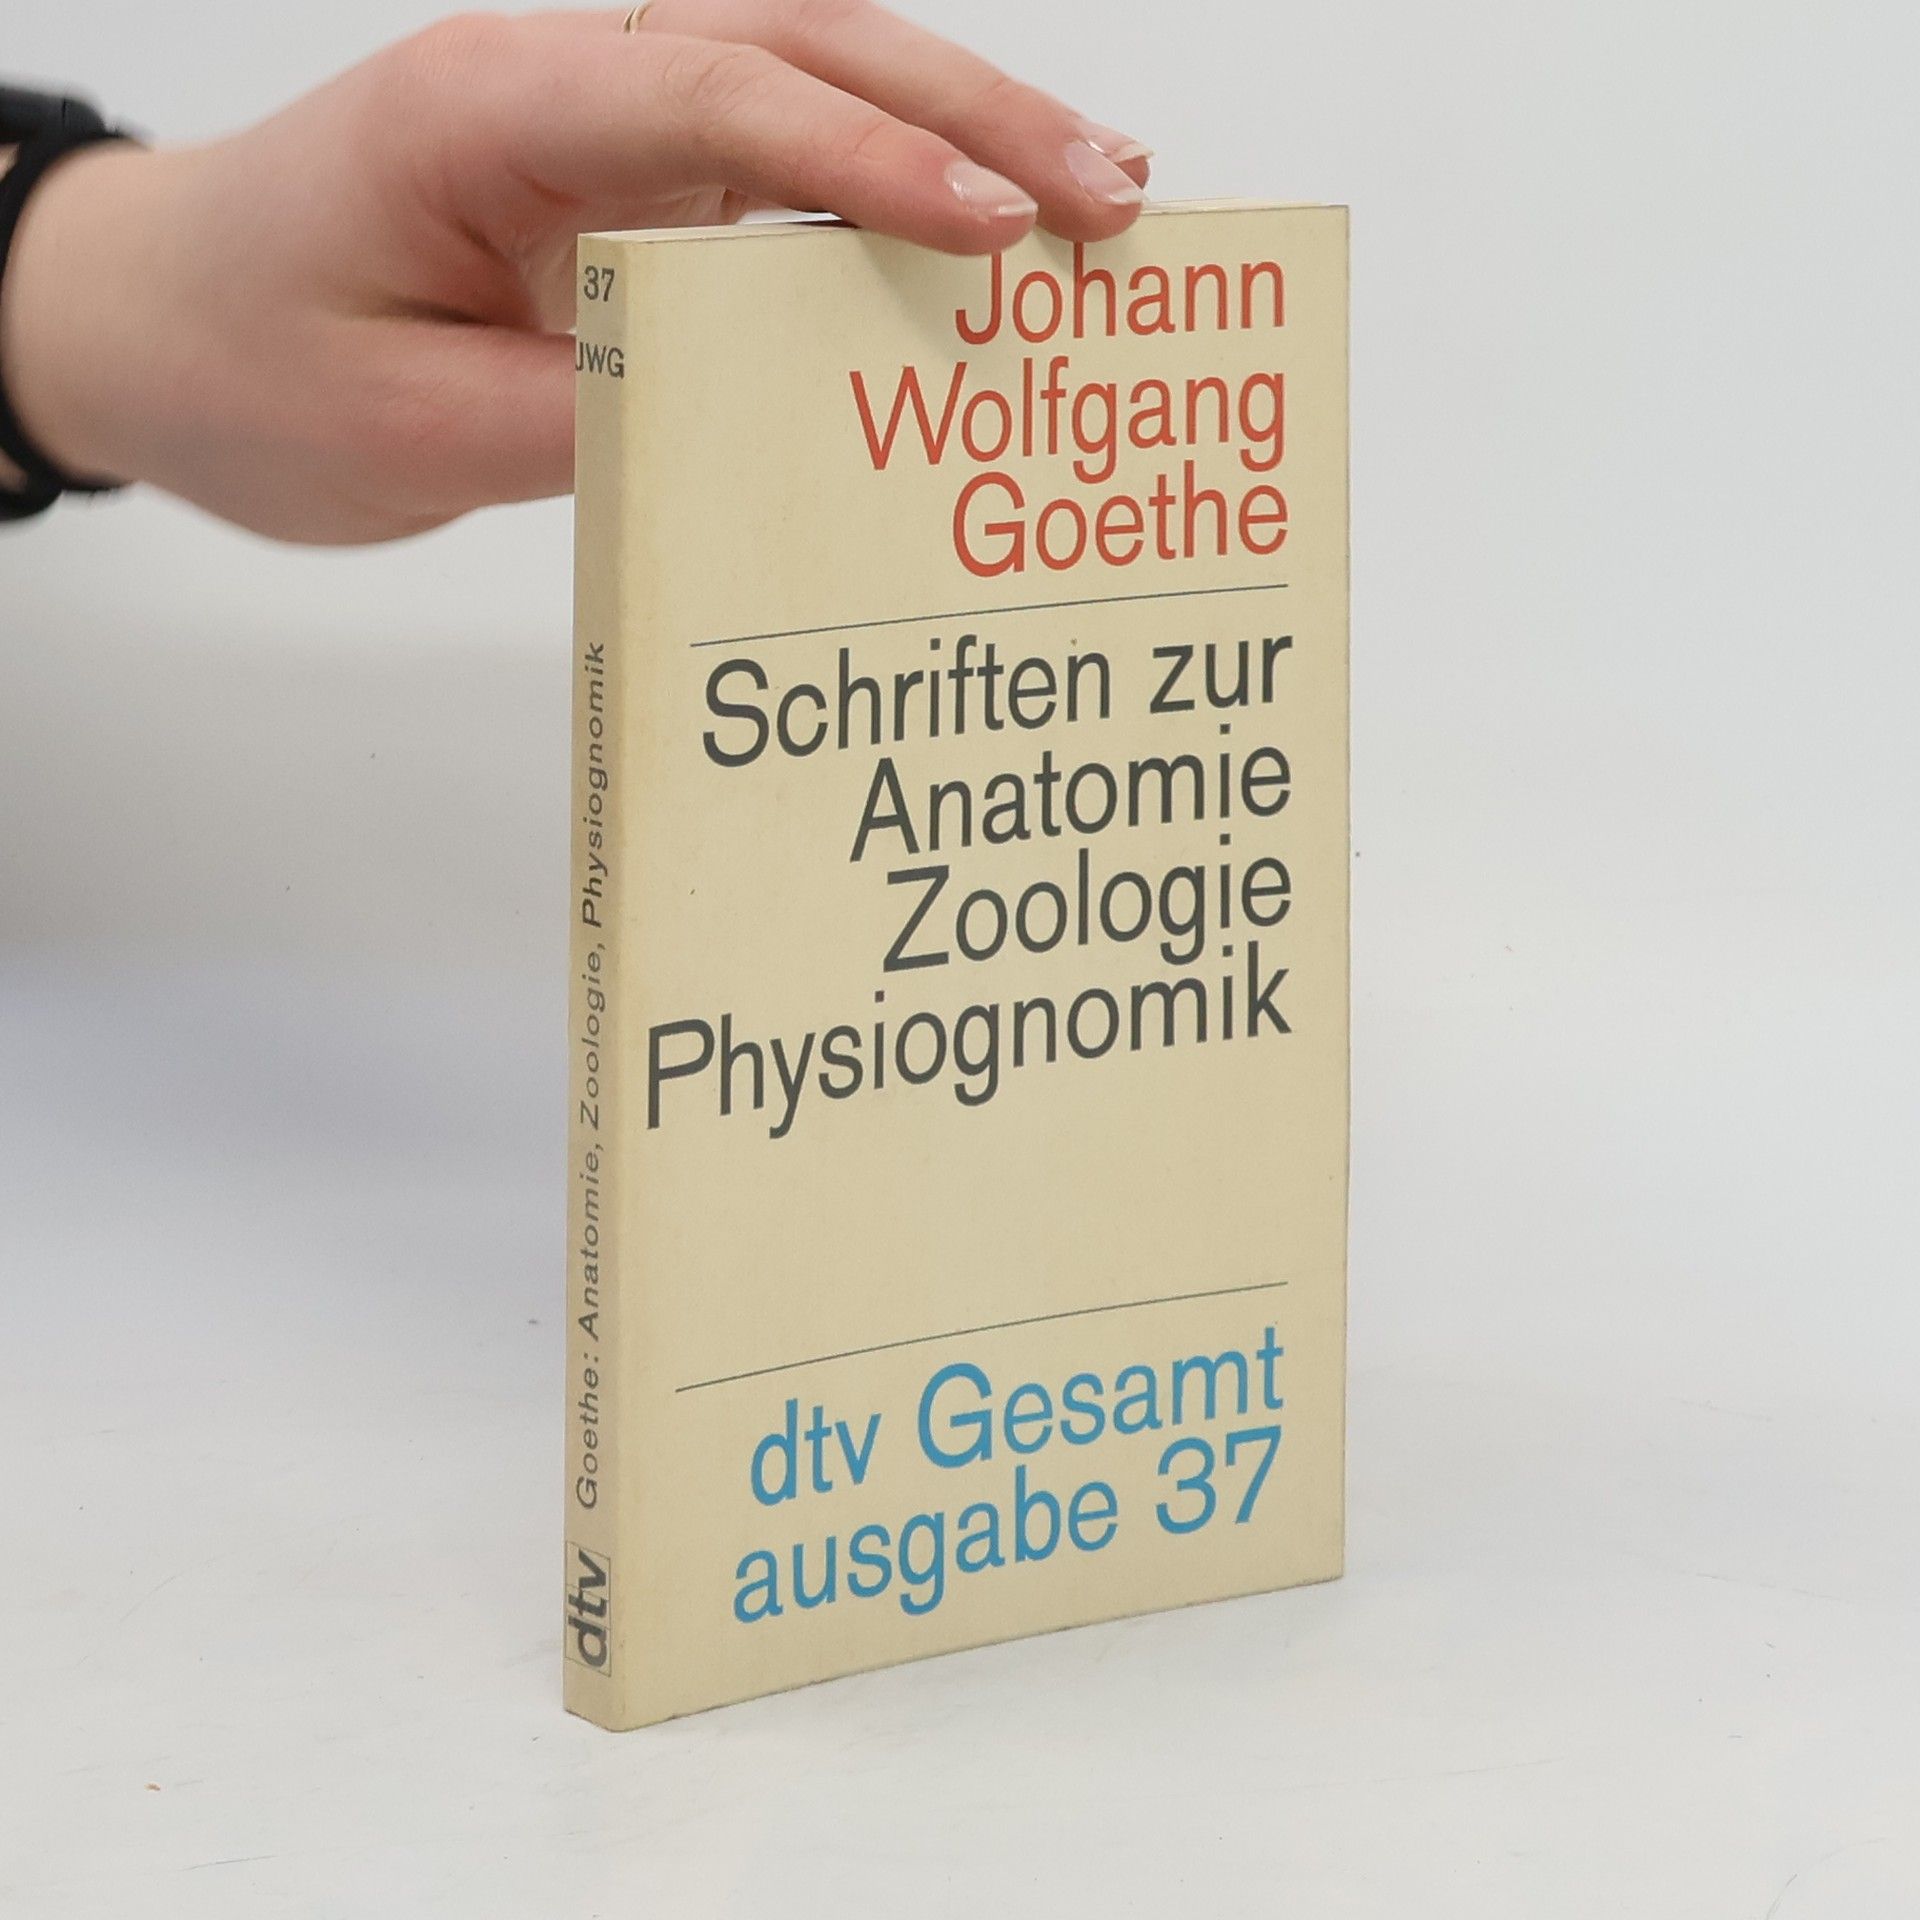 37
JWG
Goethe: Anatomie, Zoologie, Physiognomik
dtv
Johann
Wolfgang
Goethe
Schriften zur
Anatomie
Zoologie
Physiognomik
dtv Gesamt
ausgabe 37